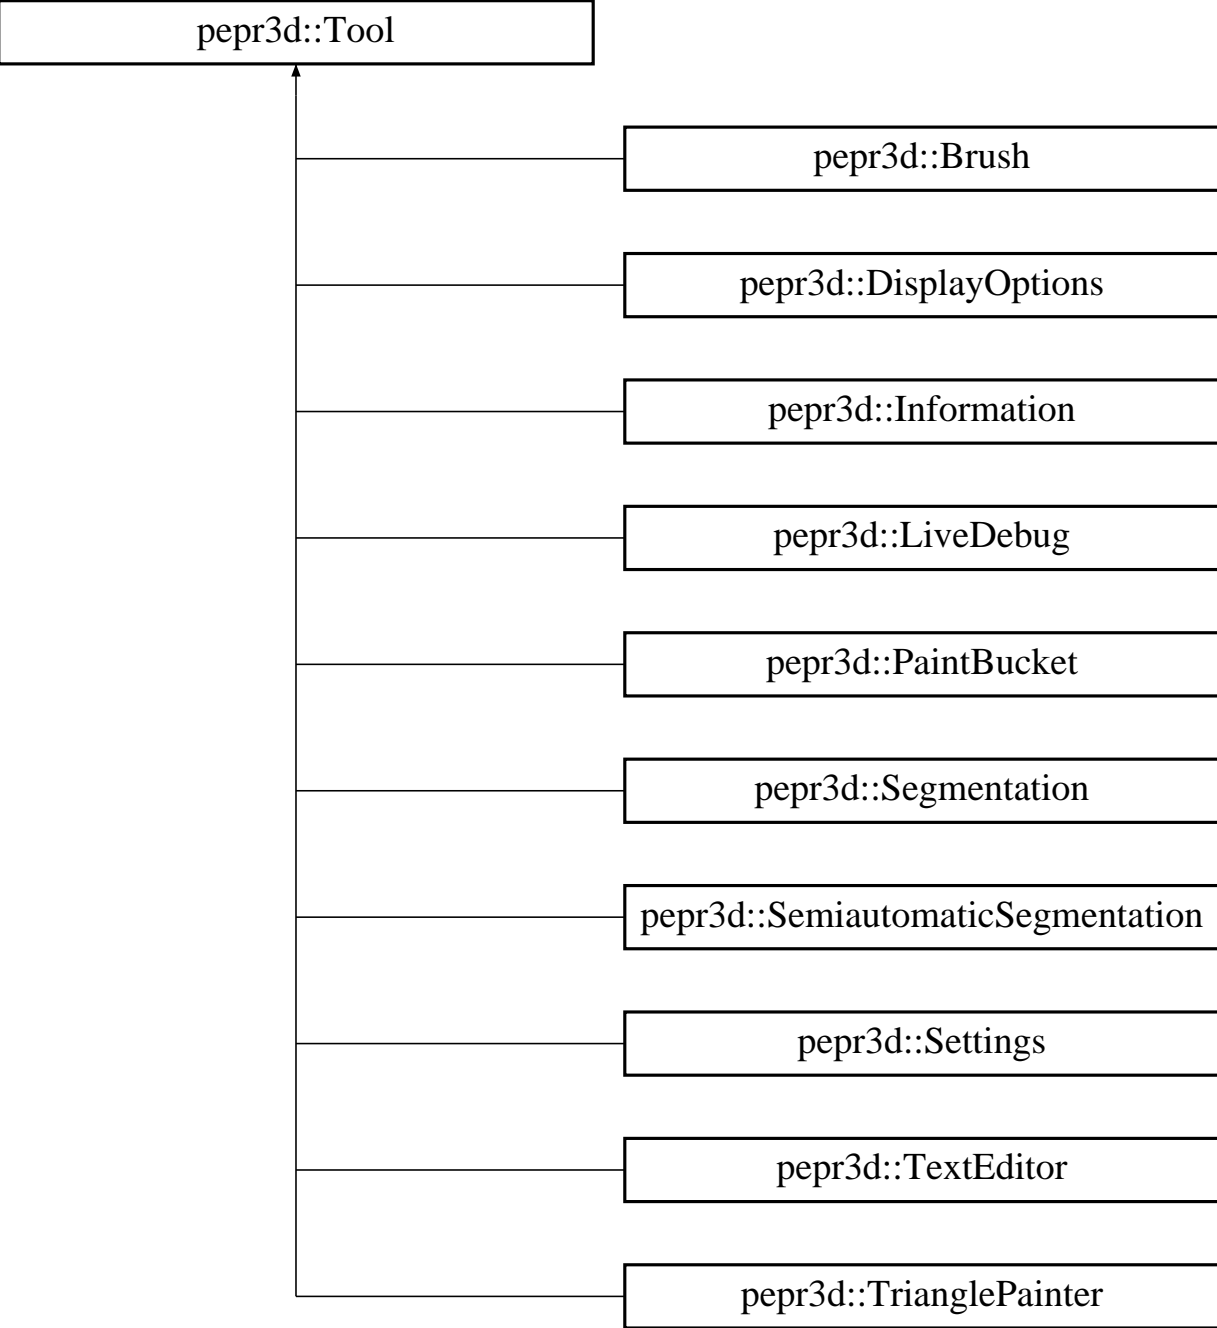 pepr3d::Tool
pepr3d::Brush
pepr3d::DisplayOptions
pepr3d::Information
pepr3d::LiveDebug
pepr3d::PaintBucket
pepr3d::Segmentation
pepr3d::SemiautomaticSegmentation
pepr3d::Settings
pepr3d::TextEditor
pepr3d::TrianglePainter